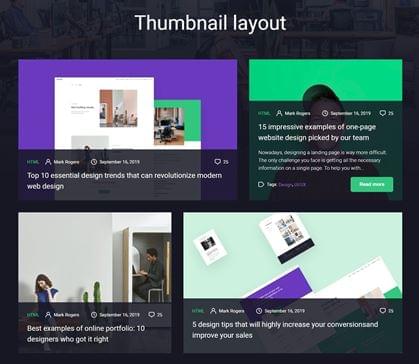 Thumbnail layout
HTML Mark Rogers September 16, 2019 25
Top 10 essential design trends that can revolutionize modern
web design
HTML Mark Rogers September 16, 2019 25
15 impressive examples of one-page
website design picked by our team
Nowadays, designing a landing page is way more difficult.
The only challenge you face is getting all the necessary
information on a single page. To help you with...
Tags: Design, UI/UX
Read more
HTML Mark Rogers September 16, 2019 25
Best examples of online portfolio: 10
designers who got it right
HTML Mark Rogers September 16, 2019 25
5 design tips that will highly increase your conversionsand
improve your sales